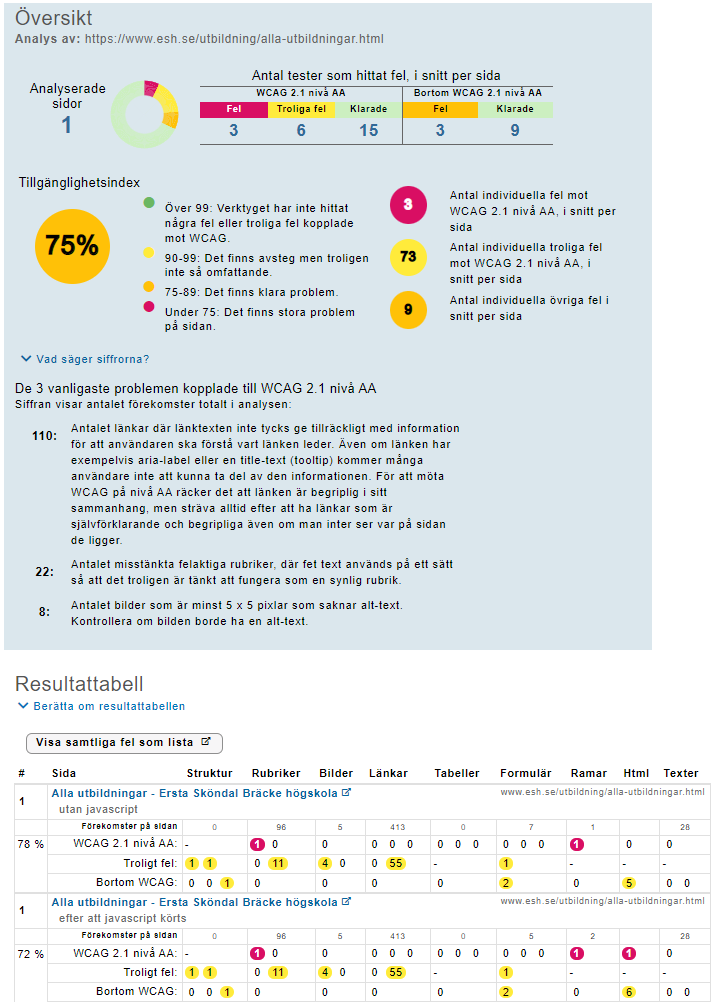 Översikt
Analys av: https://www.esh.se/utbildning/alla-utbildningar.html
Analyserade
sidor
1
Antal tester som hittat fel, i snitt per sida
WCAG 2.1 nivå AA Bortom WCAG 2.1 nivå AA
Fel Troliga fel Klarade Fel Klarade
3 6 15 3 9
Tillgänglighetsindex
75%
Över 99: Verktyget har inte hittat
några fel eller troliga fel kopplade
mot WCAG.
90-99: Det finns avsteg men troligen
inte så omfattande.
75-89: Det finns klara problem.
Under 75: Det finns stora problem
på sidan.
3
Antal individuella fel mot
WCAG 2.1 nivå AA, i snitt per
sida
73
Antal individuella troliga fel
mot WCAG 2.1 nivå AA, i
snitt per sida
9
Antal individuella övriga fel i
snitt per sida
Vad säger siffrorna?
De 3 vanligaste problemen kopplade till WCAG 2.1 nivå AA
Siffran visar antalet förekomster totalt i analysen:
110: Antalet länkar där länktexten inte tycks ge tillräckligt med information
för att användaren ska förstå vart länken leder. Även om länken har
exempelvis aria-label eller en title-text (tooltip) kommer många
användare inte att kunna ta del av den informationen. För att möta
WCAG på nivå AA räcker det att länken är begriplig i sitt
sammanhang, men sträva alltid efter att ha länkar som är
självförklarande och begripliga även om man inter ser var på sidan
de ligger.
22: Antalet misstänkta felaktiga rubriker, där fet text används på ett sätt
så att det troligen är tänkt att fungera som en synlig rubrik.
8: Antalet bilder som är minst 5 x 5 pixlar som saknar alt-text.
Kontrollera om bilden borde ha en alt-text.
Resultattabell
Berätta om resultattabellen
Visa samtliga fel som lista
# Sida Struktur Rubriker Bilder Länkar Tabeller Formulär Ramar Html Texter
1 Alla utbildningar - Ersta Sköndal Bräcke högskola www.esh.se/utbildning/alla-utbildningar.html
utan javascript
Förekomster på sidan 0 96 5 413 0 7 1 28
78 % WCAG 2.1 nivå AA: - 1 0 0 0 0 0 0 0 0 0 0 0 1 0 0
Troligt fel: 1 1 0 11 4 0 0 55 - 1 - - -
Bortom WCAG: 0 0 1 0 0 0 0 2 0 5 0 0
1 Alla utbildningar - Ersta Sköndal Bräcke högskola www.esh.se/utbildning/alla-utbildningar.html
efter att javascript körts
Förekomster på sidan 0 96 5 413 0 5 2 28
72 % WCAG 2.1 nivå AA: - 1 0 0 0 0 0 0 0 0 0 0 0 1 1 0
Troligt fel: 1 1 0 11 4 0 0 55 - 1 - - -
Bortom WCAG: 0 0 1 0 0 0 0 2 0 6 0 0